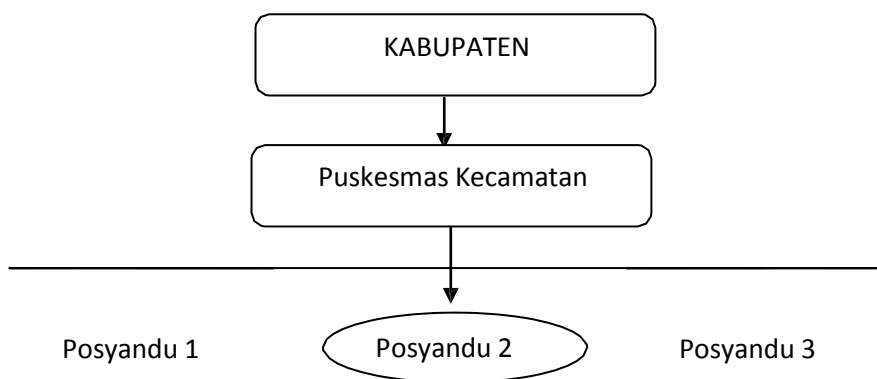 KABUPATEN
Puskesmas Kecamatan
Posyandu 1
Posyandu 2
Posyandu 3